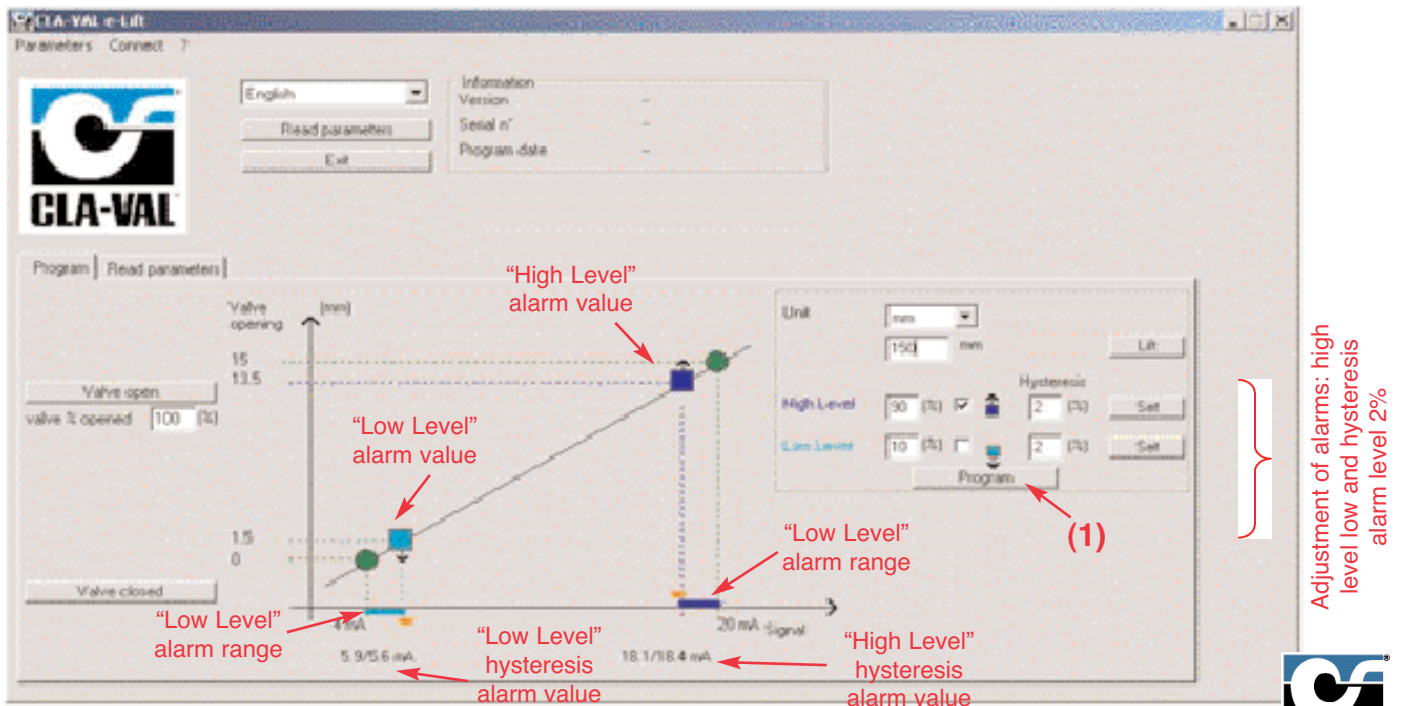 CLA-VAL e-Lift
Parameters Connect ?
CLA-VAL
English
Read parameters
Exit
Information
Version --
Serial n° --
Program date --
Program Read parameters
Valve opening
(mm)
15
13.5
1.5
0
Valve open
valve % opened 100 (%)
Valve closed
"High Level"
alarm value
"Low Level"
alarm value
"Low Level"
alarm range
4 mA
5.9/5.6 mA
"Low Level"
hysteresis
alarm value
18.1/18.4 mA
20 mA
Signal
"High Level"
hysteresis
alarm value
"Low Level"
alarm range
Unit mm
150 mm
Lift
Hysteresis
High Level 90 (%) 2 (%) Set
Low Level 10 (%) 2 (%) Set
Program
(1)
Adjustment of alarms: high
level low and hysteresis
alarm level 2%